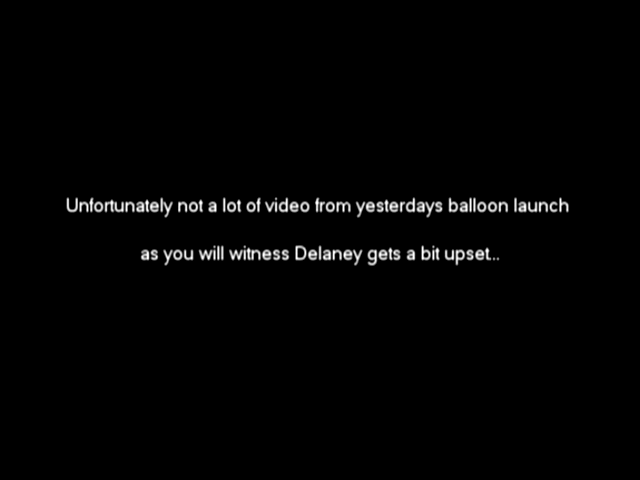 Unfortunately not a lot of video from yesterdays balloon launch
as you will witness Delaney gets a bit upset...